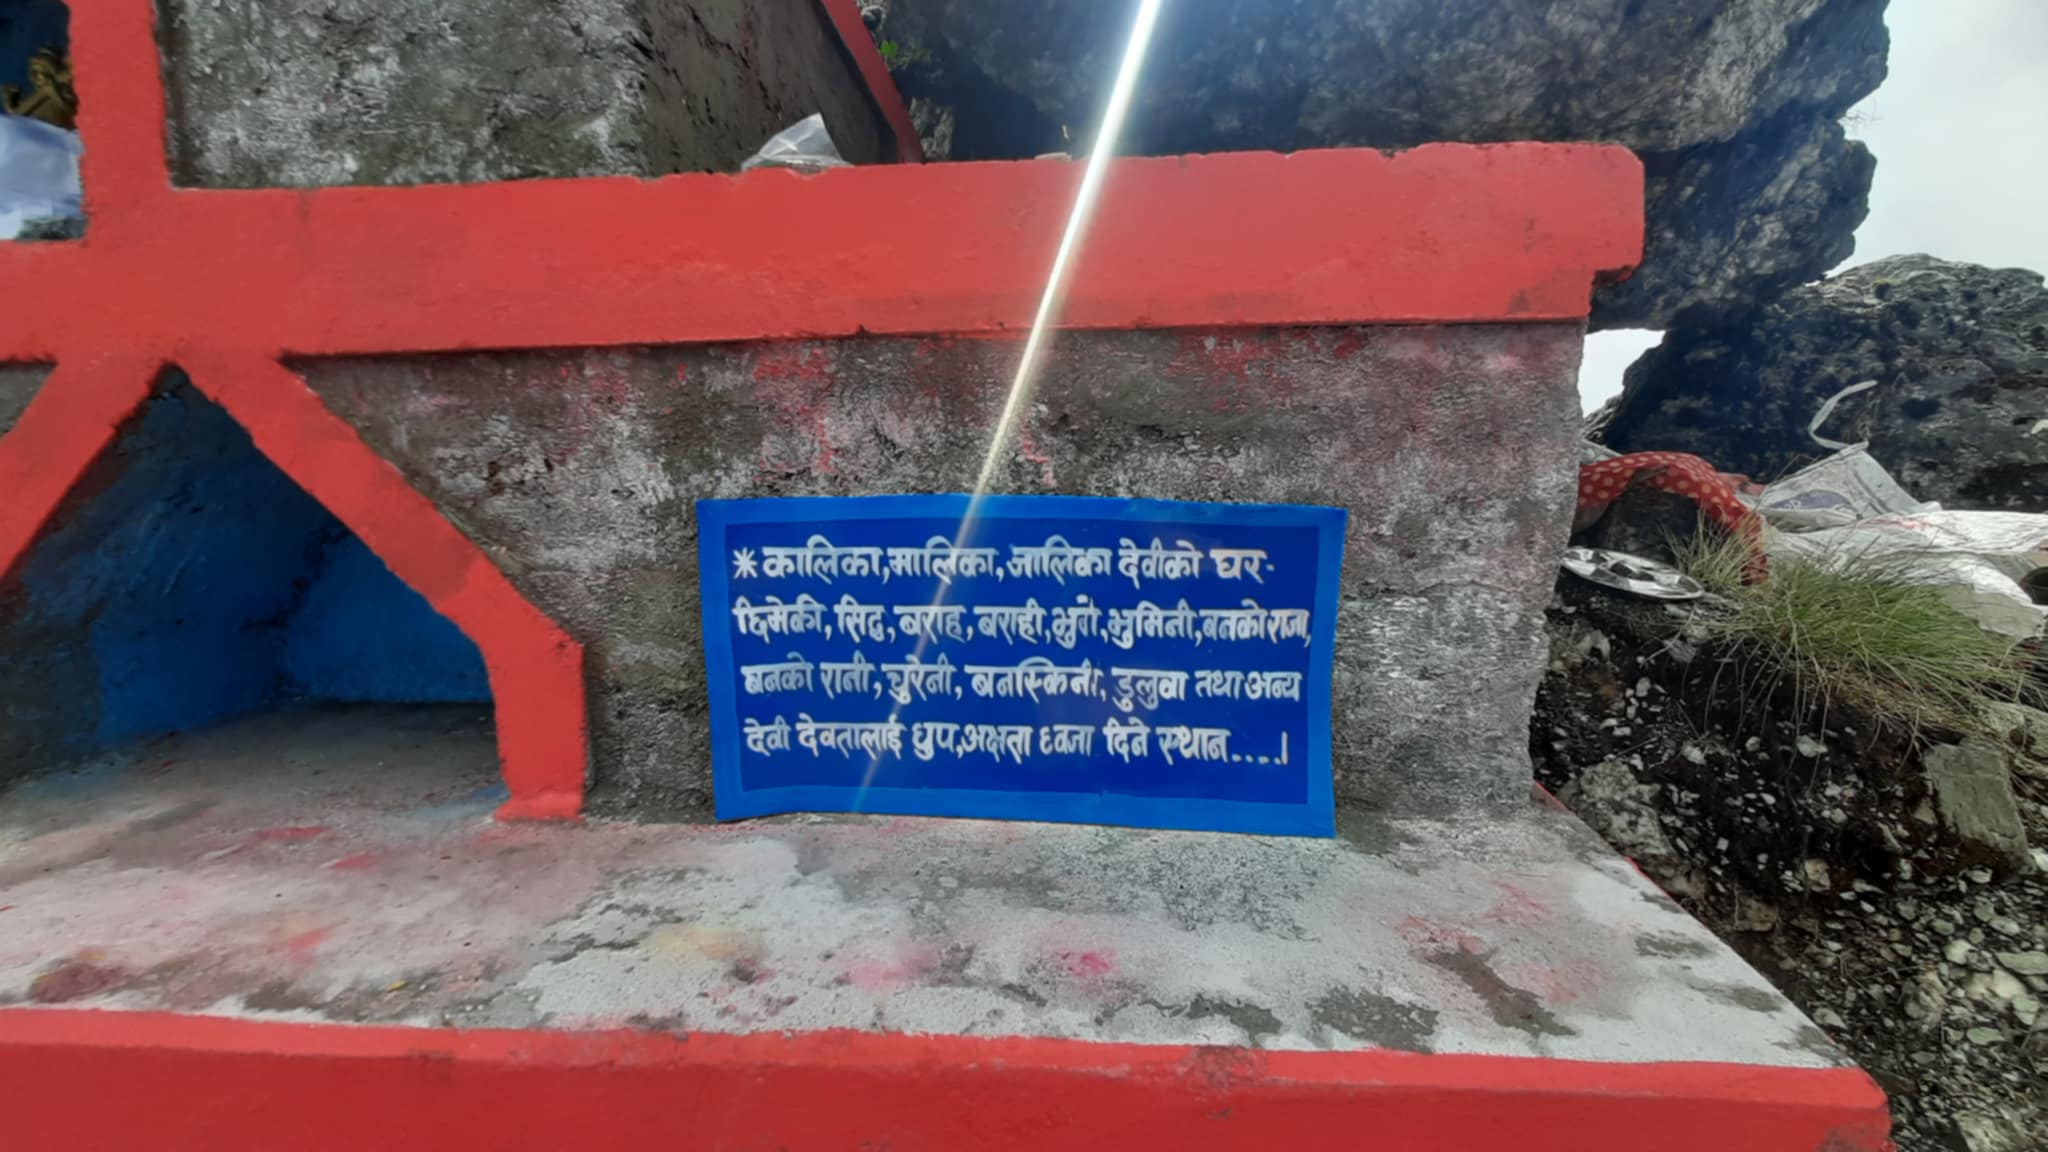 * कालिका, मालिका, जालिका देवीको घर-
छिमेकी, सिद्ध, बराह, बराही, भुमे, भुमिनी, बनको राजा,
बनको रानी, चुरेनी, बनस्किनी, डुलुवा तथा अन्य
देवी देवतालाई धुप, अक्षता ध्वजा दिने स्थान....।